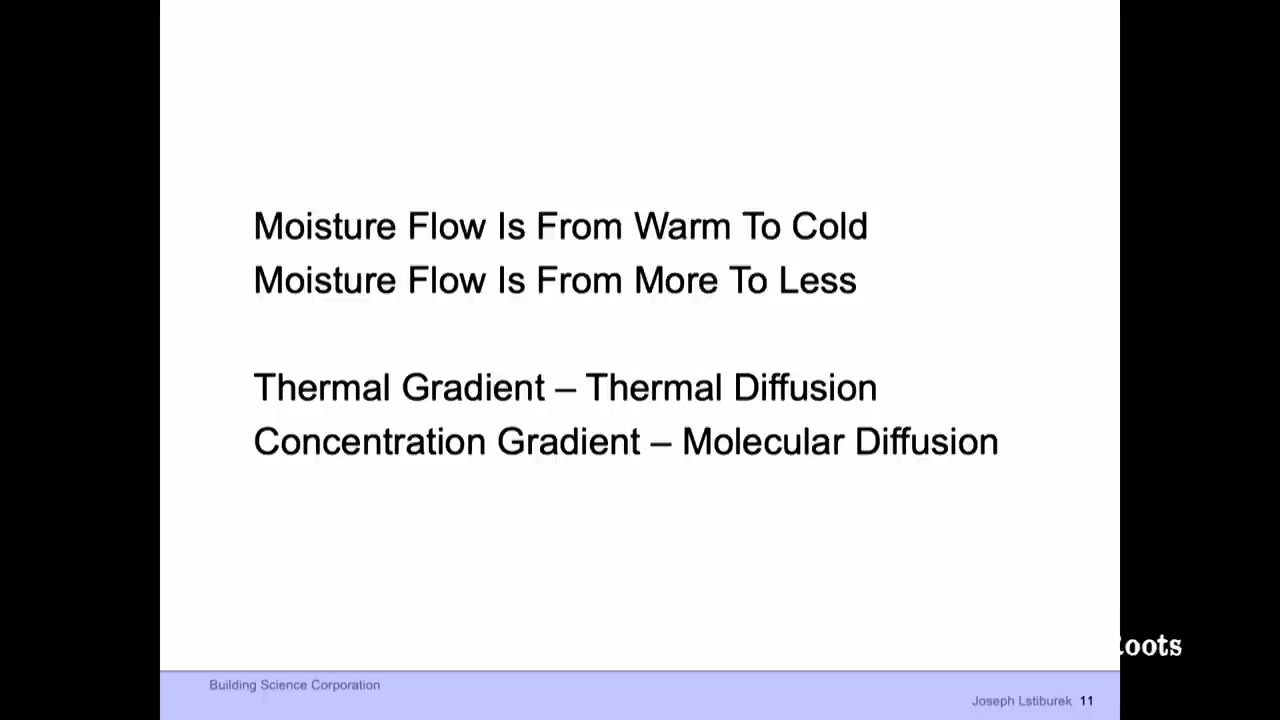 Moisture Flow Is From Warm To Cold
Moisture Flow Is From More To Less
Thermal Gradient – Thermal Diffusion
Concentration Gradient – Molecular Diffusion
Building Science Corporation
Joseph Lstiburek 11